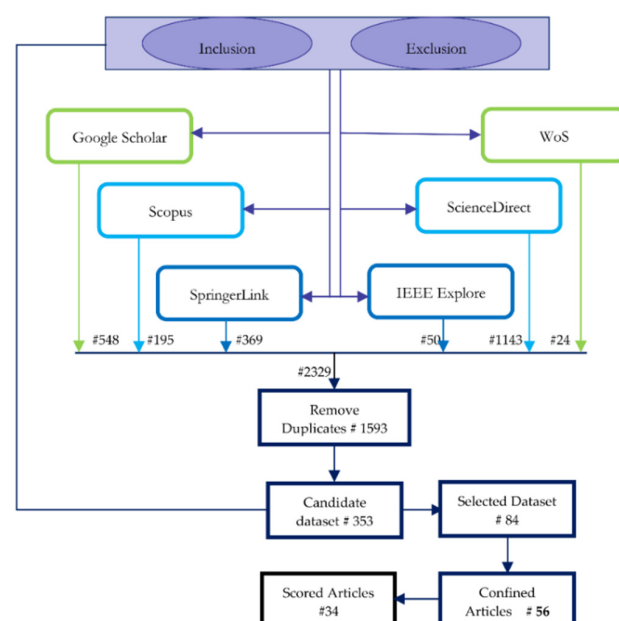 Inclusion
Exclusion
Google Scholar
WoS
Scopus
ScienceDirect
SpringerLink
IEEE Explore
#548
#195
#369
#50
#1143
#24
#2329
Remove
Duplicates # 1593
Candidate
dataset # 353
Selected Dataset
# 84
Scored Articles
#34
Confined
Articles # 56